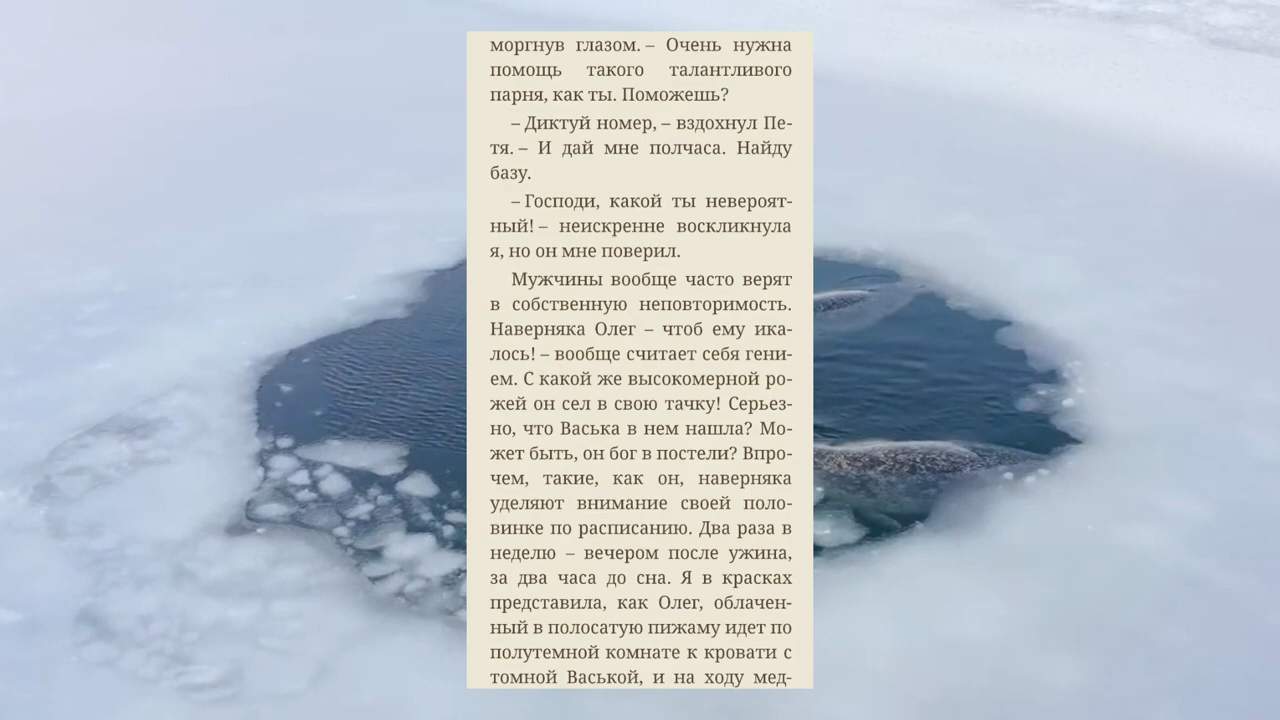 моргнув глазом. – Очень нужна
помощь такого талантливого
парня, как ты. Поможешь?
– Диктуй номер, – вздохнул Пе-
тя. – И дай мне полчаса. Найду
базу.
– Господи, какой ты невероят-
ный! – неискренне воскликнула
я, но он мне поверил.
Мужчины вообще часто верят
в собственную неповторимость.
Наверняка Олег – чтоб ему ика-
лось! – вообще считает себя гени-
ем. С какой же высокомерной ро-
жей он сел в свою тачку! Серьез-
но, что Васька в нем нашла? Мо-
жет быть, он бог в постели? Впро-
чем, такие, как он, наверняка
уделяют внимание своей поло-
винке по расписанию. Два раза в
неделю – вечером после ужина,
за два часа до сна. Я в красках
представила, как Олег, облачен-
ный в полосатую пижаму идет по
полутемной комнате к кровати с
томной Васькой, и на ходу мед-